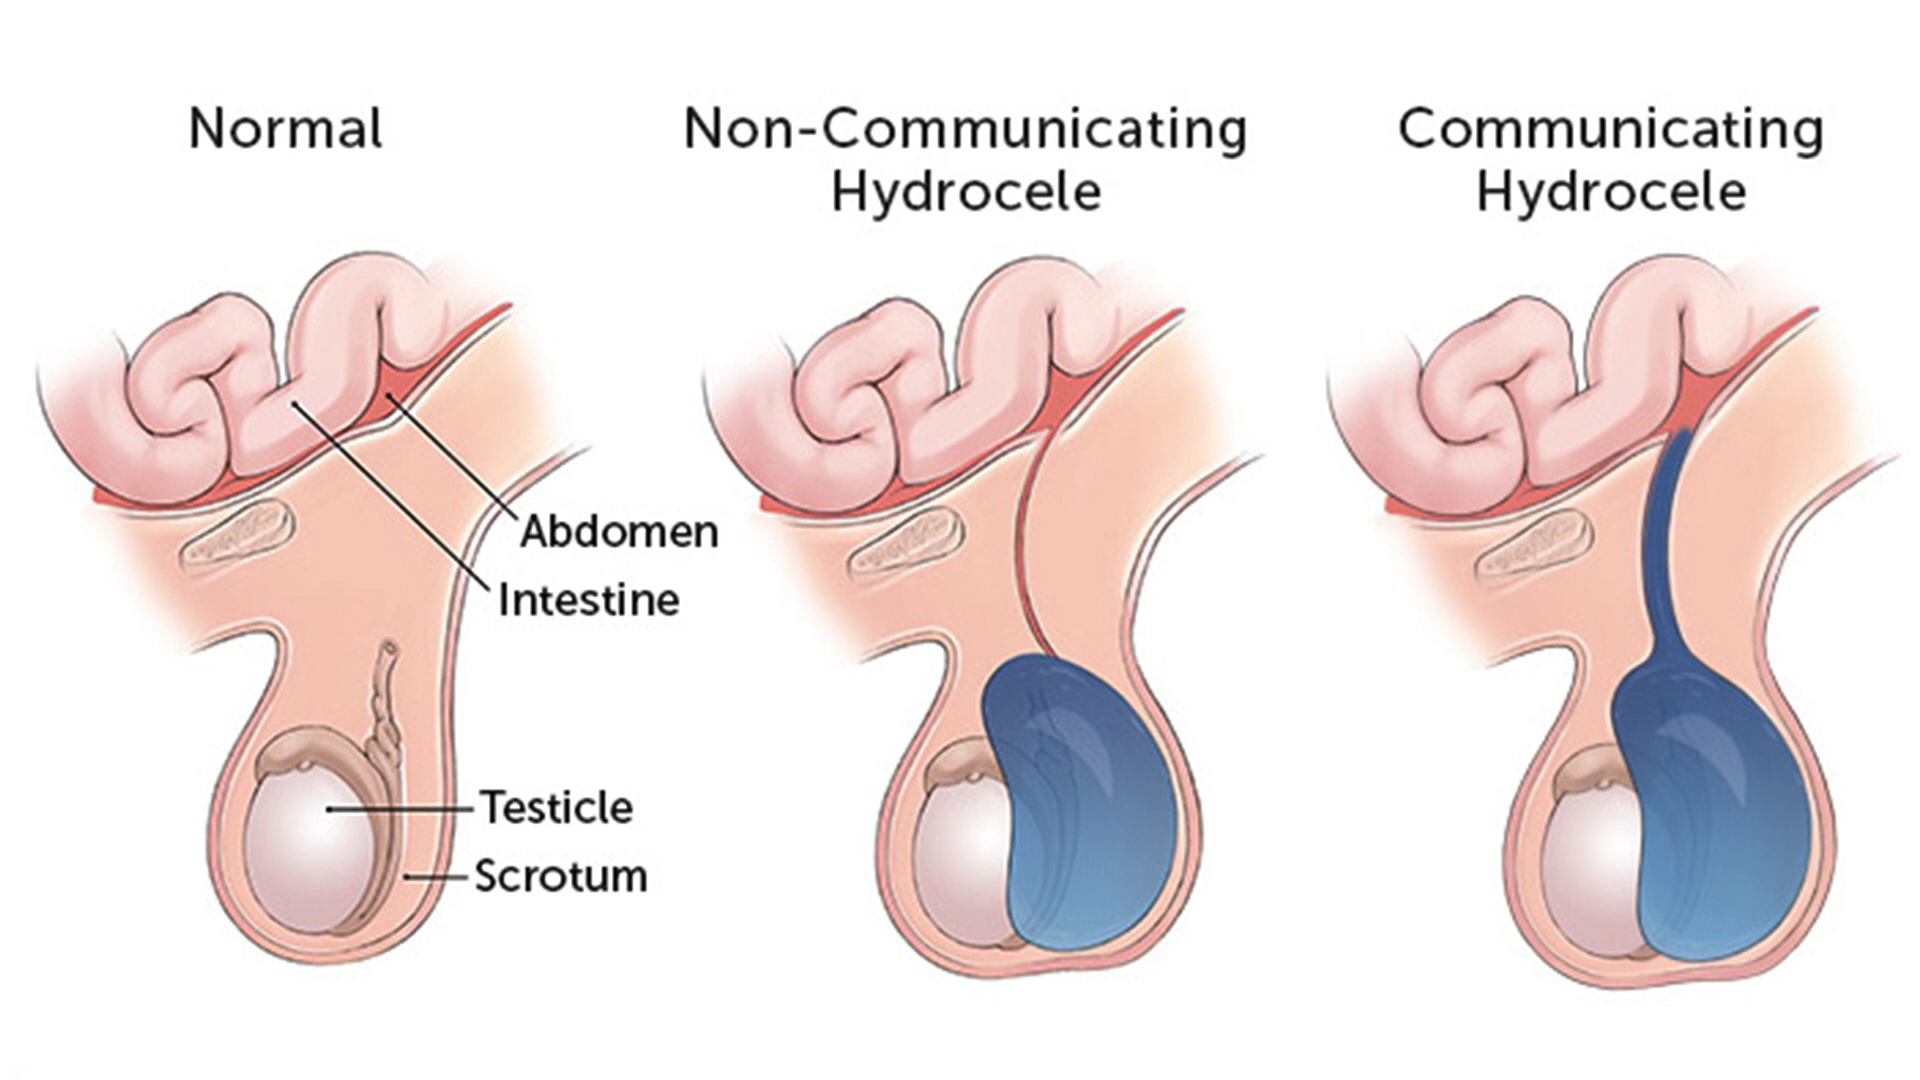 Normal
Non-Communicating
Hydrocele
Communicating
Hydrocele
Abdomen
Intestine
Testicle
Scrotum